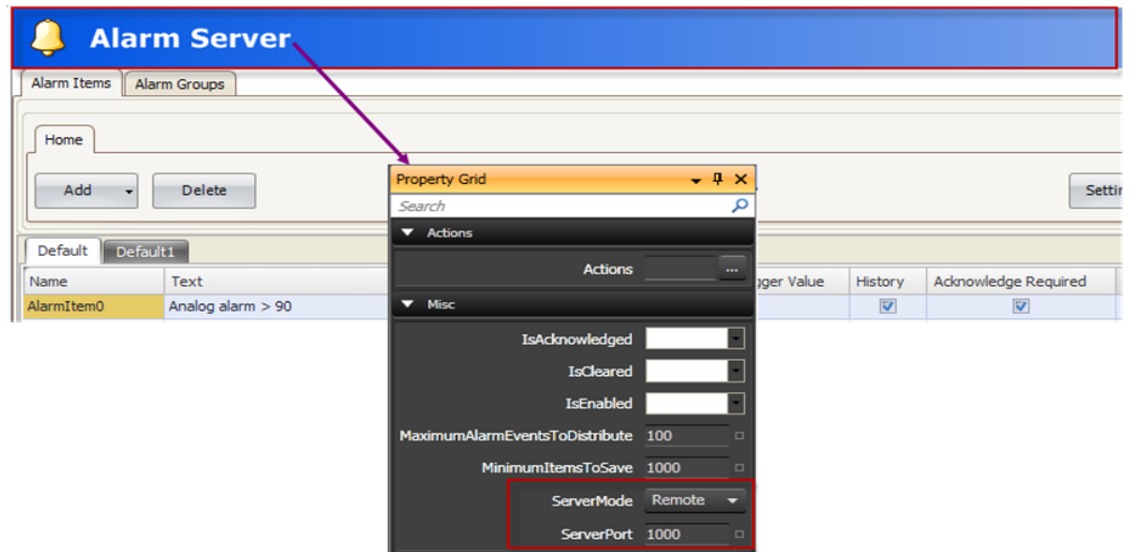 Alarm Server
Alarm Items Alarm Groups
Home
Add Delete
Property Grid
Search
Actions
Actions ...
Misc
Default Default1
Name Text History Acknowledge Required
AlarmItem0 Analog alarm > 90
Value
IsAcknowledged
IsCleared
IsEnabled
MaximumAlarmEventsToDistribute 100
MinimumItemsToSave 1000
ServerMode Remote
ServerPort 1000